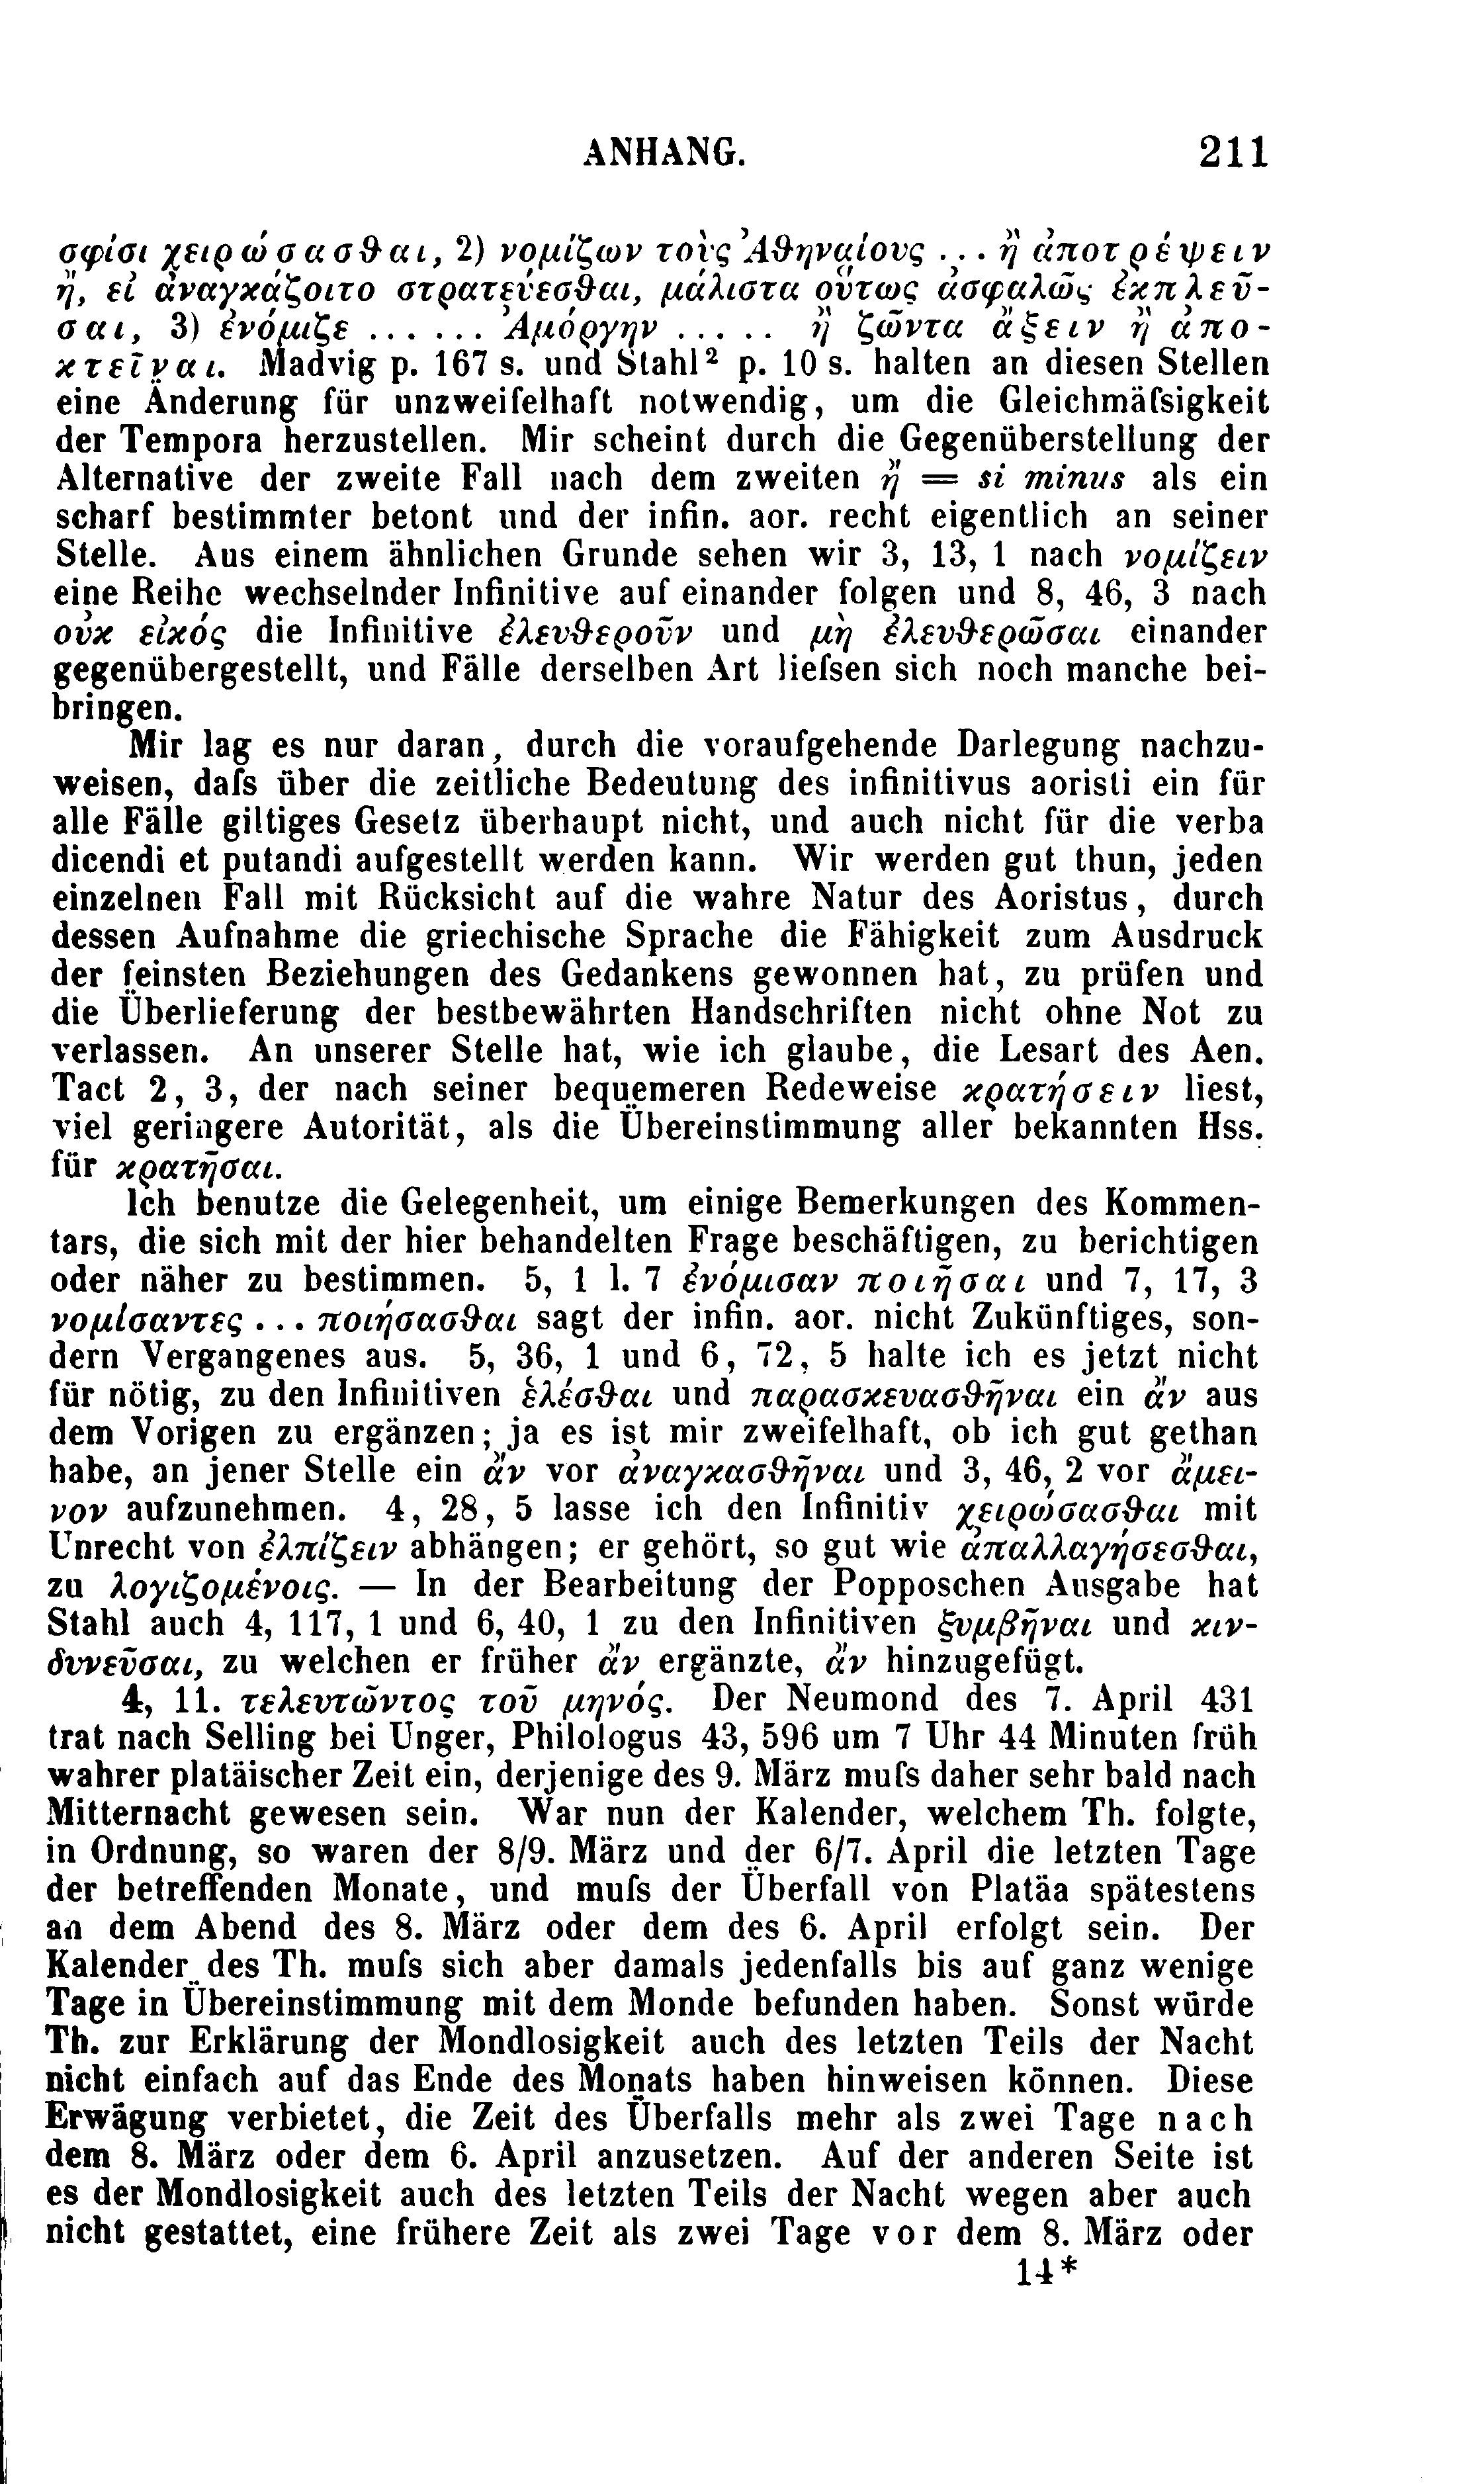 ANHANG. 211
σφίσι χειρώσασθαι, 2) νομίζων τοὺς Ἀθηναίους ... ἢ ἀποτρέψειν
ἤ, εἰ ἀναγκάζοιτο στρατεύεσθαι, μάλιστα οὕτως ἀσφαλῶς ἐκπλεῦ-
σαι, 3) ἐνόμιζε ...... Ἀμόργην ..... ἢ ζῶντα ἄξειν ἢ ἀπο-
κτεῖναι. Madvig p. 167 s. und Stahl² p. 10 s. halten an diesen Stellen
eine Änderung für unzweifelhaft notwendig, um die Gleichmäſsigkeit
der Tempora herzustellen. Mir scheint durch die Gegenüberstellung der
Alternative der zweite Fall nach dem zweiten ἤ = si minus als ein
scharf bestimmter betont und der infin. aor. recht eigentlich an seiner
Stelle. Aus einem ähnlichen Grunde sehen wir 3, 13, 1 nach νομίζειν
eine Reihe wechselnder Infinitive auf einander folgen und 8, 46, 3 nach
οὐκ εἰκός die Infinitive ἐλευθεροῦν und μὴ ἐλευθερῶσαι einander
gegenübergestellt, und Fälle derselben Art lieſsen sich noch manche bei-
bringen.
Mir lag es nur daran, durch die voraufgehende Darlegung nachzu-
weisen, daſs über die zeitliche Bedeutung des infinitivus aoristi ein für
alle Fälle giltiges Gesetz überhaupt nicht, und auch nicht für die verba
dicendi et putandi aufgestellt werden kann. Wir werden gut thun, jeden
einzelnen Fall mit Rücksicht auf die wahre Natur des Aoristus, durch
dessen Aufnahme die griechische Sprache die Fähigkeit zum Ausdruck
der feinsten Beziehungen des Gedankens gewonnen hat, zu prüfen und
die Überlieferung der bestbewährten Handschriften nicht ohne Not zu
verlassen. An unserer Stelle hat, wie ich glaube, die Lesart des Aen.
Tact 2, 3, der nach seiner bequemeren Redeweise κρατήσειν liest,
viel geringere Autorität, als die Übereinstimmung aller bekannten Hss.
für κρατῆσαι.
Ich benutze die Gelegenheit, um einige Bemerkungen des Kommen-
tars, die sich mit der hier behandelten Frage beschäftigen, zu berichtigen
oder näher zu bestimmen. 5, 1 l. 7 ἐνόμισαν ποιῆσαι und 7, 17, 3
νομίσαντες ... ποιήσασθαι sagt der infin. aor. nicht Zukünftiges, son-
dern Vergangenes aus. 5, 36, 1 und 6, 72, 5 halte ich es jetzt nicht
für nötig, zu den Infinitiven ἑλέσθαι und παρασκευασθῆναι ein ἄν aus
dem Vorigen zu ergänzen; ja es ist mir zweifelhaft, ob ich gut gethan
habe, an jener Stelle ein ἄν vor ἀναγκασθῆναι und 3, 46, 2 vor ἄμει-
νον aufzunehmen. 4, 28, 5 lasse ich den Infinitiv χειρώσασθαι mit
Unrecht von ἐλπίζειν abhängen; er gehört, so gut wie ἀπαλλαγήσεσθαι,
zu λογιζομένοις. — In der Bearbeitung der Popposchen Ausgabe hat
Stahl auch 4, 117, 1 und 6, 40, 1 zu den Infinitiven ξυμβῆναι und κιν-
δυνεῦσαι, zu welchen er früher ἄν ergänzte, ἄν hinzugefügt.
4, 11. τελευτῶντος τοῦ μηνός. Der Neumond des 7. April 431
trat nach Selling bei Unger, Philologus 43, 596 um 7 Uhr 44 Minuten früh
wahrer platäischer Zeit ein, derjenige des 9. März muſs daher sehr bald nach
Mitternacht gewesen sein. War nun der Kalender, welchem Th. folgte,
in Ordnung, so waren der 8/9. März und der 6/7. April die letzten Tage
der betreffenden Monate, und muſs der Überfall von Platäa spätestens
an dem Abend des 8. März oder dem des 6. April erfolgt sein. Der
Kalender des Th. muſs sich aber damals jedenfalls bis auf ganz wenige
Tage in Übereinstimmung mit dem Monde befunden haben. Sonst würde
Th. zur Erklärung der Mondlosigkeit auch des letzten Teils der Nacht
nicht einfach auf das Ende des Monats haben hinweisen können. Diese
Erwägung verbietet, die Zeit des Überfalls mehr als zwei Tage nach
dem 8. März oder dem 6. April anzusetzen. Auf der anderen Seite ist
es der Mondlosigkeit auch des letzten Teils der Nacht wegen aber auch
nicht gestattet, eine frühere Zeit als zwei Tage vor dem 8. März oder
14*